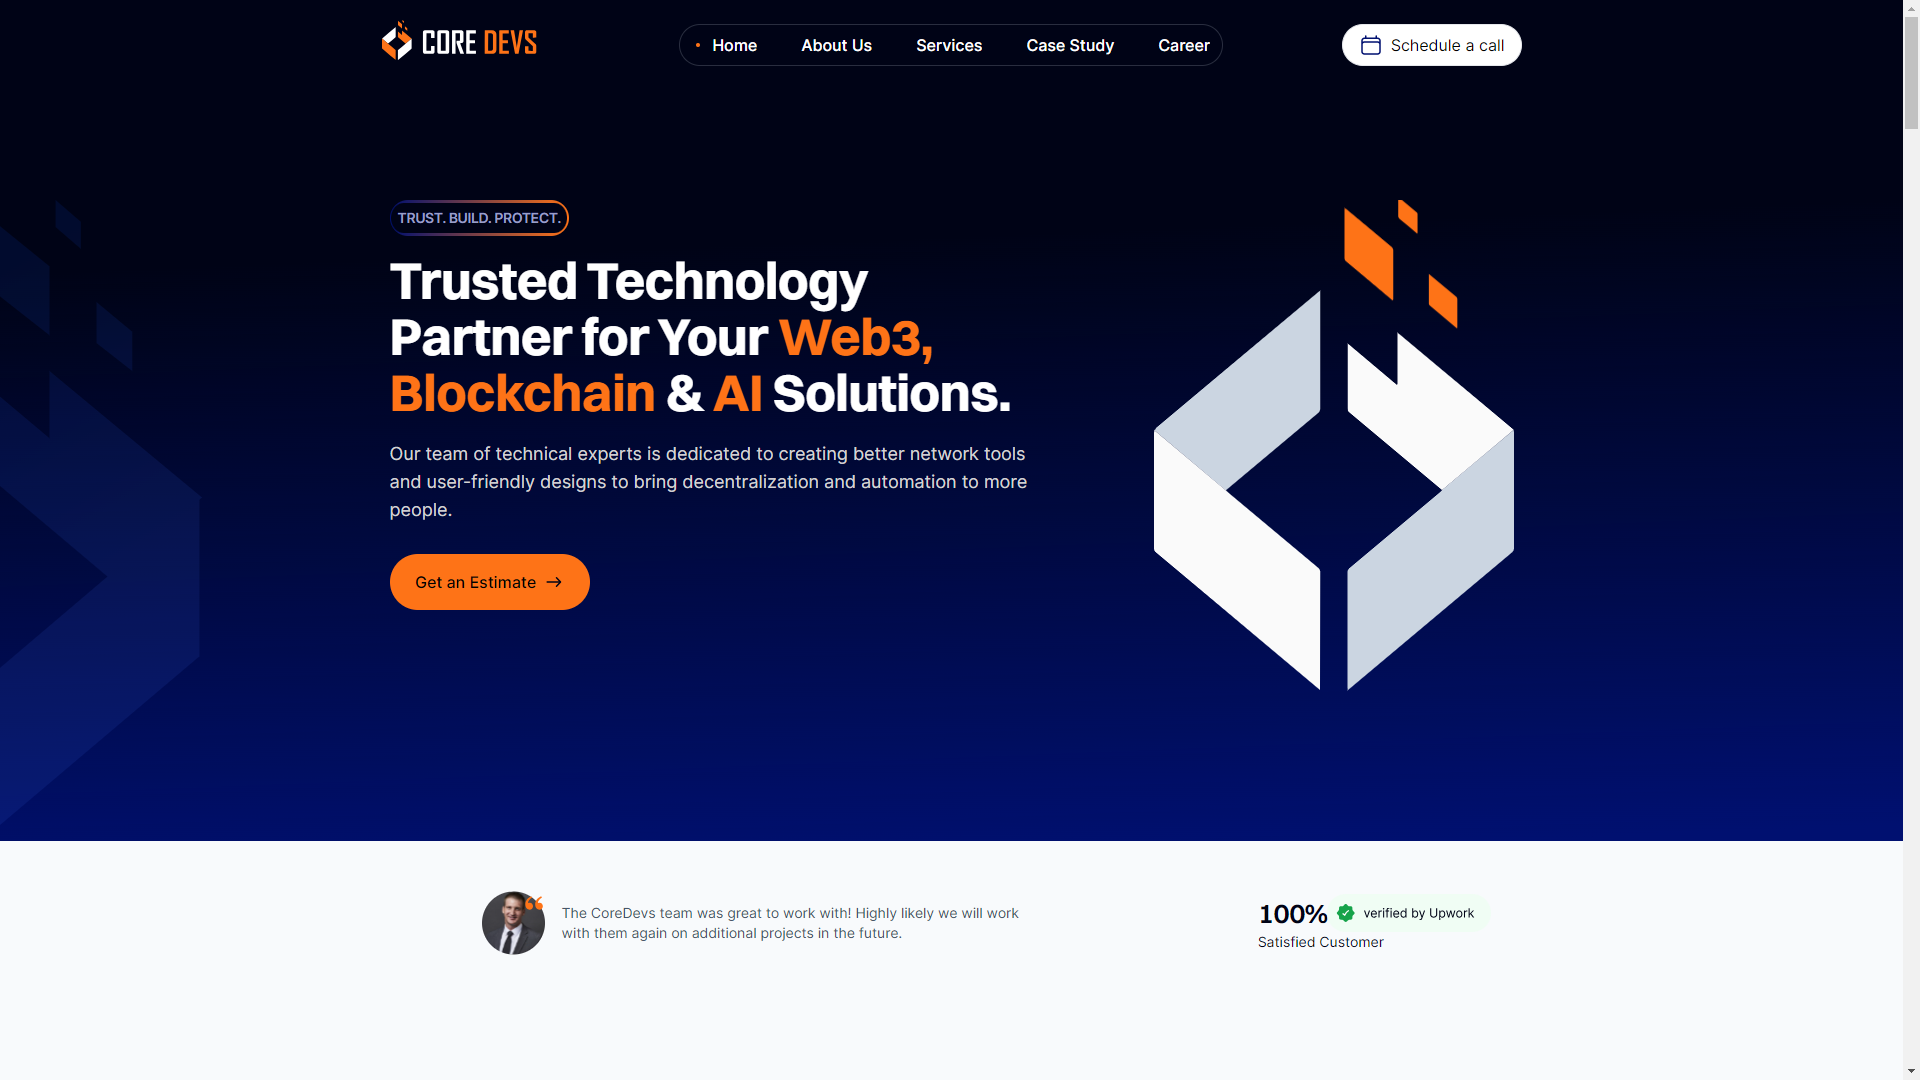 CORE DEVS
Home
About Us
Services
Case Study
Career
Schedule a call
TRUST. BUILD. PROTECT.
Trusted Technology
Partner for Your Web3,
Blockchain & AI Solutions.
Our team of technical experts is dedicated to creating better network tools
and user-friendly designs to bring decentralization and automation to more
people.
Get an Estimate
The CoreDevs team was great to work with! Highly likely we will work
with them again on additional projects in the future.
100% verified by Upwork
Satisfied Customer